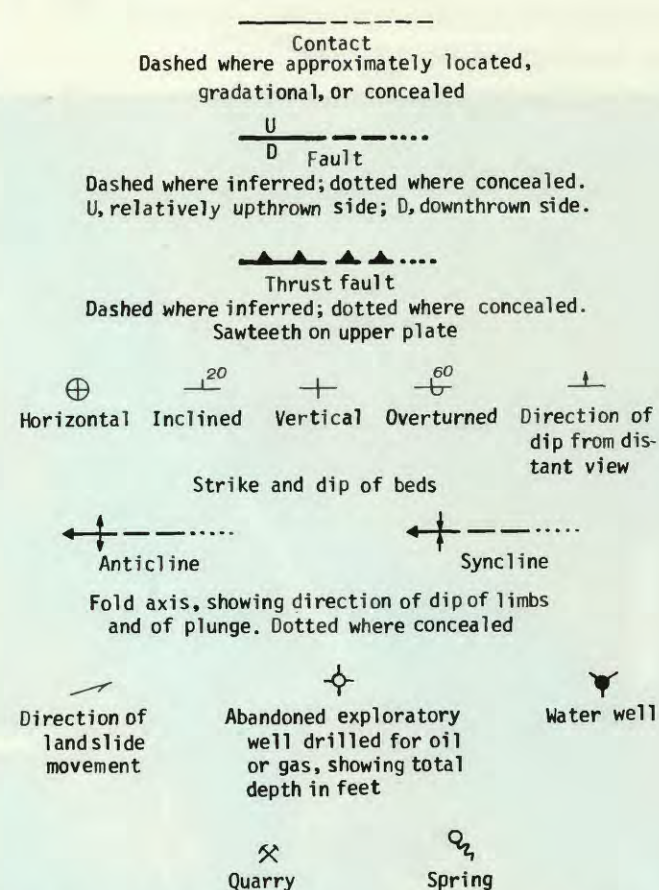 Contact
Dashed where approximately located,
gradational, or concealed
U
D Fault
Dashed where inferred; dotted where concealed.
U, relatively upthrown side; D, downthrown side.
Thrust fault
Dashed where inferred; dotted where concealed.
Sawteeth on upper plate
20 60
Horizontal Inclined Vertical Overturned Direction of
dip from dis-
tant view
Strike and dip of beds
Anticline Syncline
Fold axis, showing direction of dip of limbs
and of plunge. Dotted where concealed
Direction of
landslide
movement
Abandoned exploratory
well drilled for oil
or gas, showing total
depth in feet
Water well
Quarry Spring